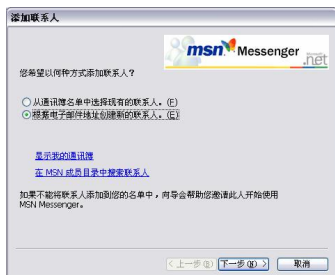 添加联系人
msn Messenger
.net
您希望以何种方式添加联系人？
从通讯簿名单中选择现有的联系人。(F)
根据电子邮件地址创建新的联系人。(E)
显示我的通讯簿
在 MSN 成员目录中搜索联系人
如果不能将联系人添加到您的名单中，向导会帮助您邀请此人开始使用
MSN Messenger。
<上一步(B) 下一步(N)> 取消